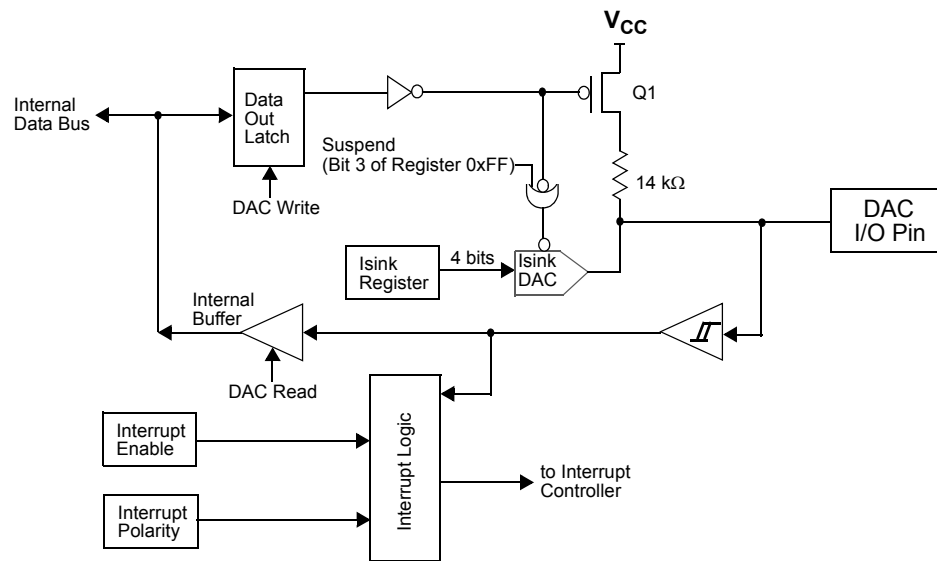 VCC
Internal
Data Bus
Data
Out
Latch
Q1
Suspend
(Bit 3 of Register 0xFF)
14 kΩ
DAC Write
DAC
I/O Pin
Isink
Register
4 bits
Isink
DAC
Internal
Buffer
DAC Read
Interrupt
Enable
Interrupt Logic
to Interrupt
Controller
Interrupt
Polarity